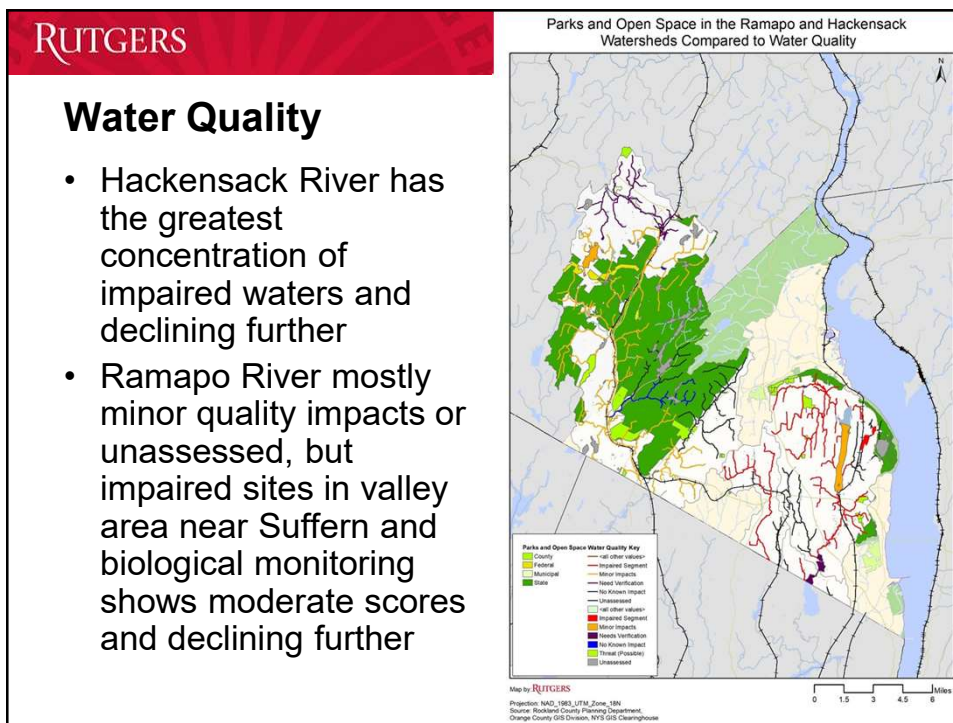 RUTGERS
Water Quality
• Hackensack River has
the greatest
concentration of
impaired waters and
declining further
• Ramapo River mostly
minor quality impacts or
unassessed, but
impaired sites in valley
area near Suffern and
biological monitoring
shows moderate scores
and declining further
Parks and Open Space in the Ramapo and Hackensack
Watersheds Compared to Water Quality
N
Parks and Open Space
County
Federal
Municipal
State
Water Quality Key
<all other values>
Impaired Segment
Minor Impacts
Need Verification
No Known Impact
Unassessed
<all other values>
Impaired Segment
Minor Impacts
Needs Verification
No Known Impact
Threat (Possible)
Unassessed
Map by RUTGERS
Projection: NAD_1983_UTM_Zone_18N
Source: Rockland County Planning Department,
Orange County GIS Division, NYS GIS Clearinghouse
Miles
0 1.5 3 4.5 6